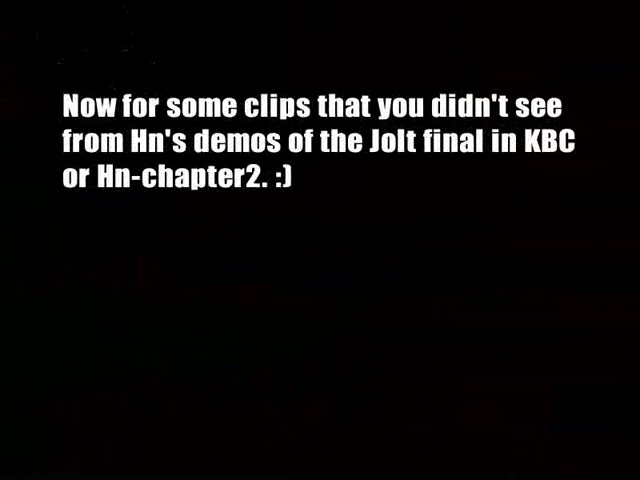 Now for some clips that you didn't see
from Hn's demos of the Jolt final in KBC
or Hn-chapter2. :)